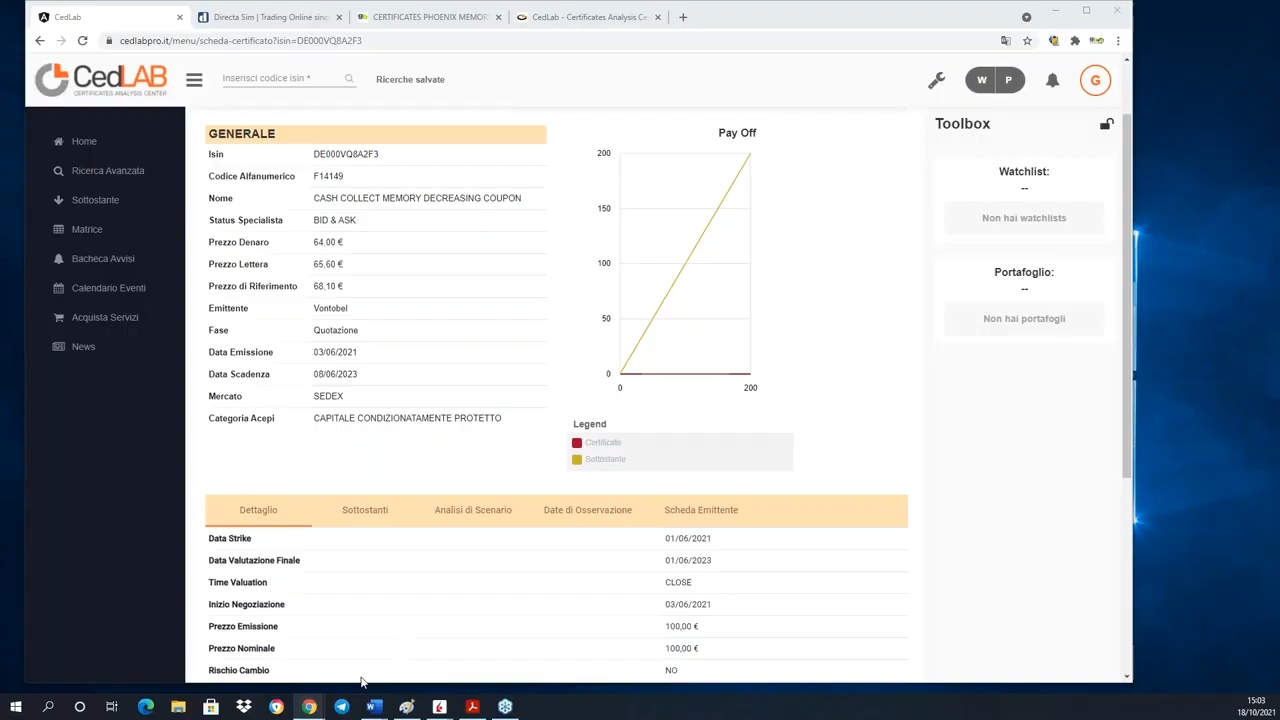 CedLab
Directa Sim | Trading Online sinc
CERTIFICATES PHOENIX MEMOR
CedLab - Certificates Analysis Ce
cedlabpro.it/menu/scheda-certificato?isin=DE000VQ8A2F3
CedLAB
CERTIFICATES ANALYSIS CENTER
Inserisci codice isin *
Ricerche salvate
W P
G
Home
Ricerca Avanzata
Sottostante
Matrice
Bacheca Avvisi
Calendario Eventi
Acquista Servizi
News
GENERALE
Isin DE000VQ8A2F3
Codice Alfanumerico F14149
Nome CASH COLLECT MEMORY DECREASING COUPON
Status Specialista BID & ASK
Prezzo Denaro 64,00 €
Prezzo Lettera 65,60 €
Prezzo di Riferimento 68,10 €
Emittente Vontobel
Fase Quotazione
Data Emissione 03/06/2021
Data Scadenza 08/06/2023
Mercato SEDEX
Categoria Acepi CAPITALE CONDIZIONATAMENTE PROTETTO
Pay Off
200
150
100
50
0
0 200
Legend
Certificato
Sottostante
Toolbox
Watchlist:
--
Non hai watchlists
Portafoglio:
--
Non hai portafogli
Dettaglio Sottostanti Analisi di Scenario Date di Osservazione Scheda Emittente
Data Strike 01/06/2021
Data Valutazione Finale 01/06/2023
Time Valuation CLOSE
Inizio Negoziazione 03/06/2021
Prezzo Emissione 100,00 €
Prezzo Nominale 100,00 €
Rischio Cambio NO
15:03
18/10/2021